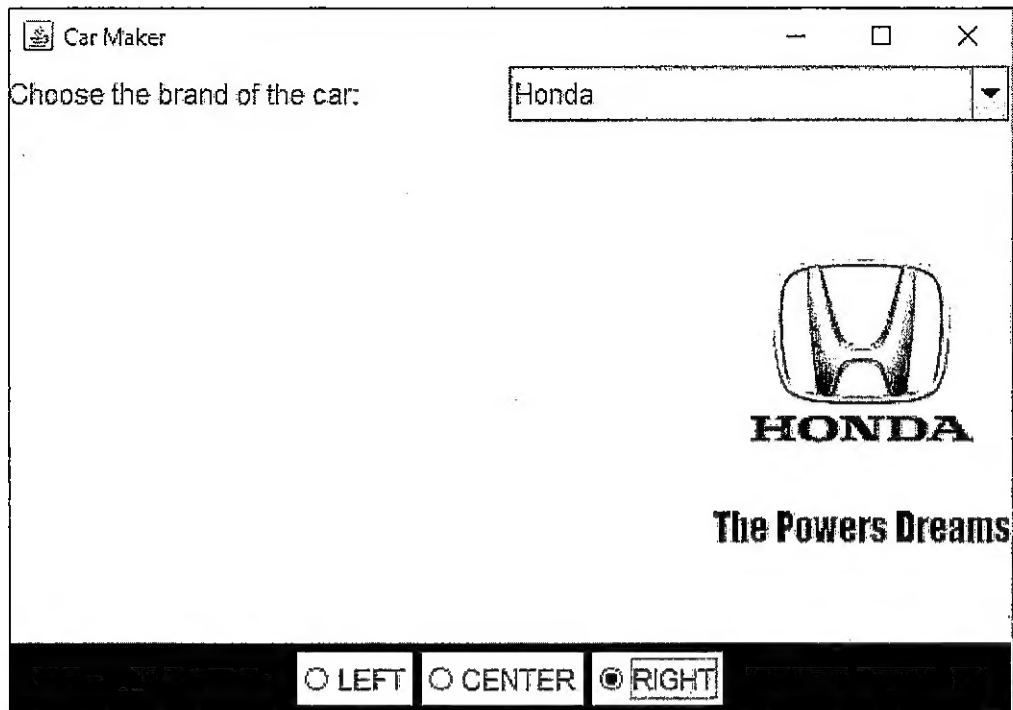 Car Maker
Choose the brand of the car: Honda
HONDA
The Powers Dreams
LEFT CENTER RIGHT